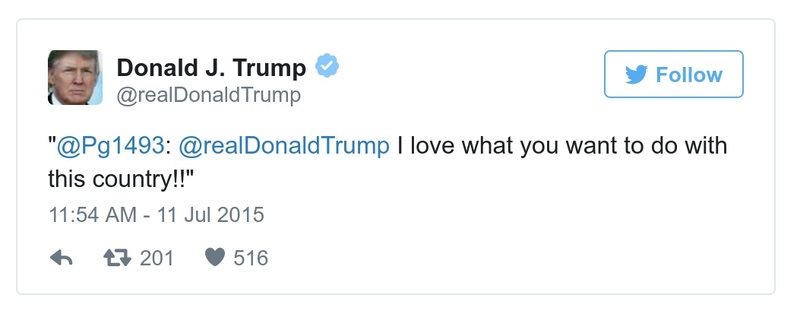 Donald J. Trump
@realDonaldTrump
Follow
"@Pg1493: @realDonaldTrump I love what you want to do with
this country!!"
11:54 AM - 11 Jul 2015
201 516